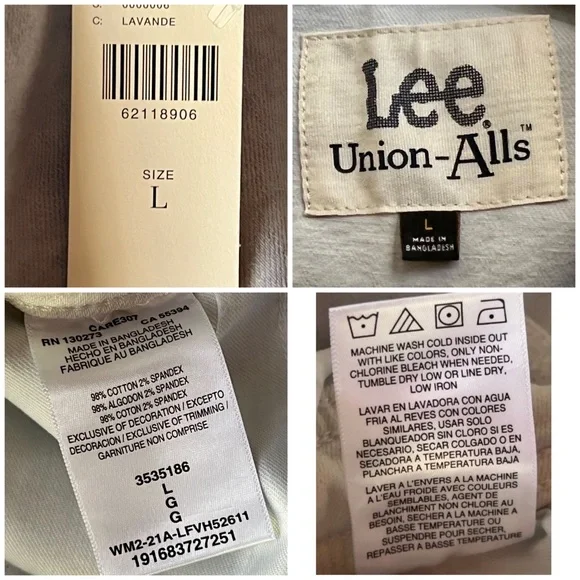 0000006
C: LAVANDE
62118906
SIZE
L
Lee®
Union-Alls™
L
MADE IN
BANGLADESH
CARE307
RN 130273 CA 55394
MADE IN BANGLADESH
HECHO EN BANGLADESH
FABRIQUE AU BANGLADESH
98% COTTON 2% SPANDEX
98% ALGODON 2% SPANDEX
98% COTON 2% SPANDEX
EXCLUSIVE OF DECORATION / EXCEPTO
DECORACION / EXCLUSIVE OF TRIMMING /
GARNITURE NON COMPRISE
3535186
L
G
G
WM2-21A-LFVH52611
191683727251
MACHINE WASH COLD INSIDE OUT
WITH LIKE COLORS, ONLY NON-
CHLORINE BLEACH WHEN NEEDED,
TUMBLE DRY LOW OR LINE DRY,
LOW IRON
LAVAR EN LAVADORA CON AGUA
FRIA AL REVES CON COLORES
SIMILARES, USAR SOLO
BLANQUEADOR SIN CLORO SI ES
NECESARIO, SECAR COLGADO O EN
SECADORA A TEMPERATURA BAJA,
PLANCHAR A TEMPERATURA BAJA
LAVER A L'ENVERS A LA MACHINE
A L'EAU FROIDE AVEC COULEURS
SEMBLABLES, AGENT DE
BLANCHIMENT NON CHLORE AU
BESOIN, SECHER A LA MACHINE A
BASSE TEMPERATURE OU
SUSPENDRE POUR SECHER,
REPASSER A BASSE TEMPERATURE